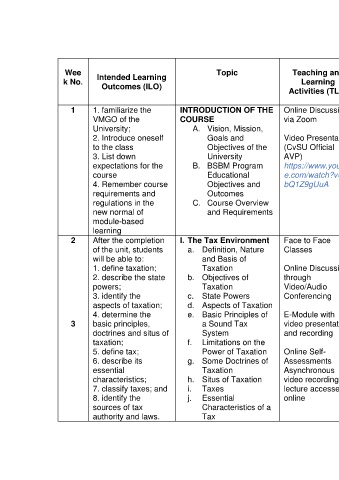 Wee
k No.
Intended Learning
Outcomes (ILO)
Topic
Teaching an
Learning
Activities (TL
1
1. familiarize the
VMGO of the
University;
2. Introduce oneself
to the class
3. List down
expectations for the
course
4. Remember course
requirements and
regulations in the
new normal of
module-based
learning
INTRODUCTION OF THE
COURSE
A. Vision, Mission,
Goals and
Objectives of the
University
B. BSBM Program
Educational
Objectives and
Outcomes
C. Course Overview
and Requirements
Online Discussi
via Zoom
Video Presenta
(CvSU Official
AVP)
https://www.you
e.com/watch?v
bQ1Z9gUuA
2
3
After the completion
of the unit, students
will be able to:
1. define taxation;
2. describe the state
powers;
3. identify the
aspects of taxation;
4. determine the
basic principles,
doctrines and situs of
taxation;
5. define tax;
6. describe its
essential
characteristics;
7. classify taxes; and
8. identify the
sources of tax
authority and laws.
I. The Tax Environment
a. Definition, Nature
and Basis of
Taxation
b. Objectives of
Taxation
c. State Powers
d. Aspects of Taxation
e. Basic Principles of
a Sound Tax
System
f. Limitations on the
Power of Taxation
g. Some Doctrines of
Taxation
h. Situs of Taxation
i. Taxes
j. Essential
Characteristics of a
Tax
Face to Face
Classes
Online Discussi
through
Video/Audio
Conferencing
E-Module with
video presentat
and recording
Online Self-
Assessments
Asynchronous
video recording
lecture accesse
online